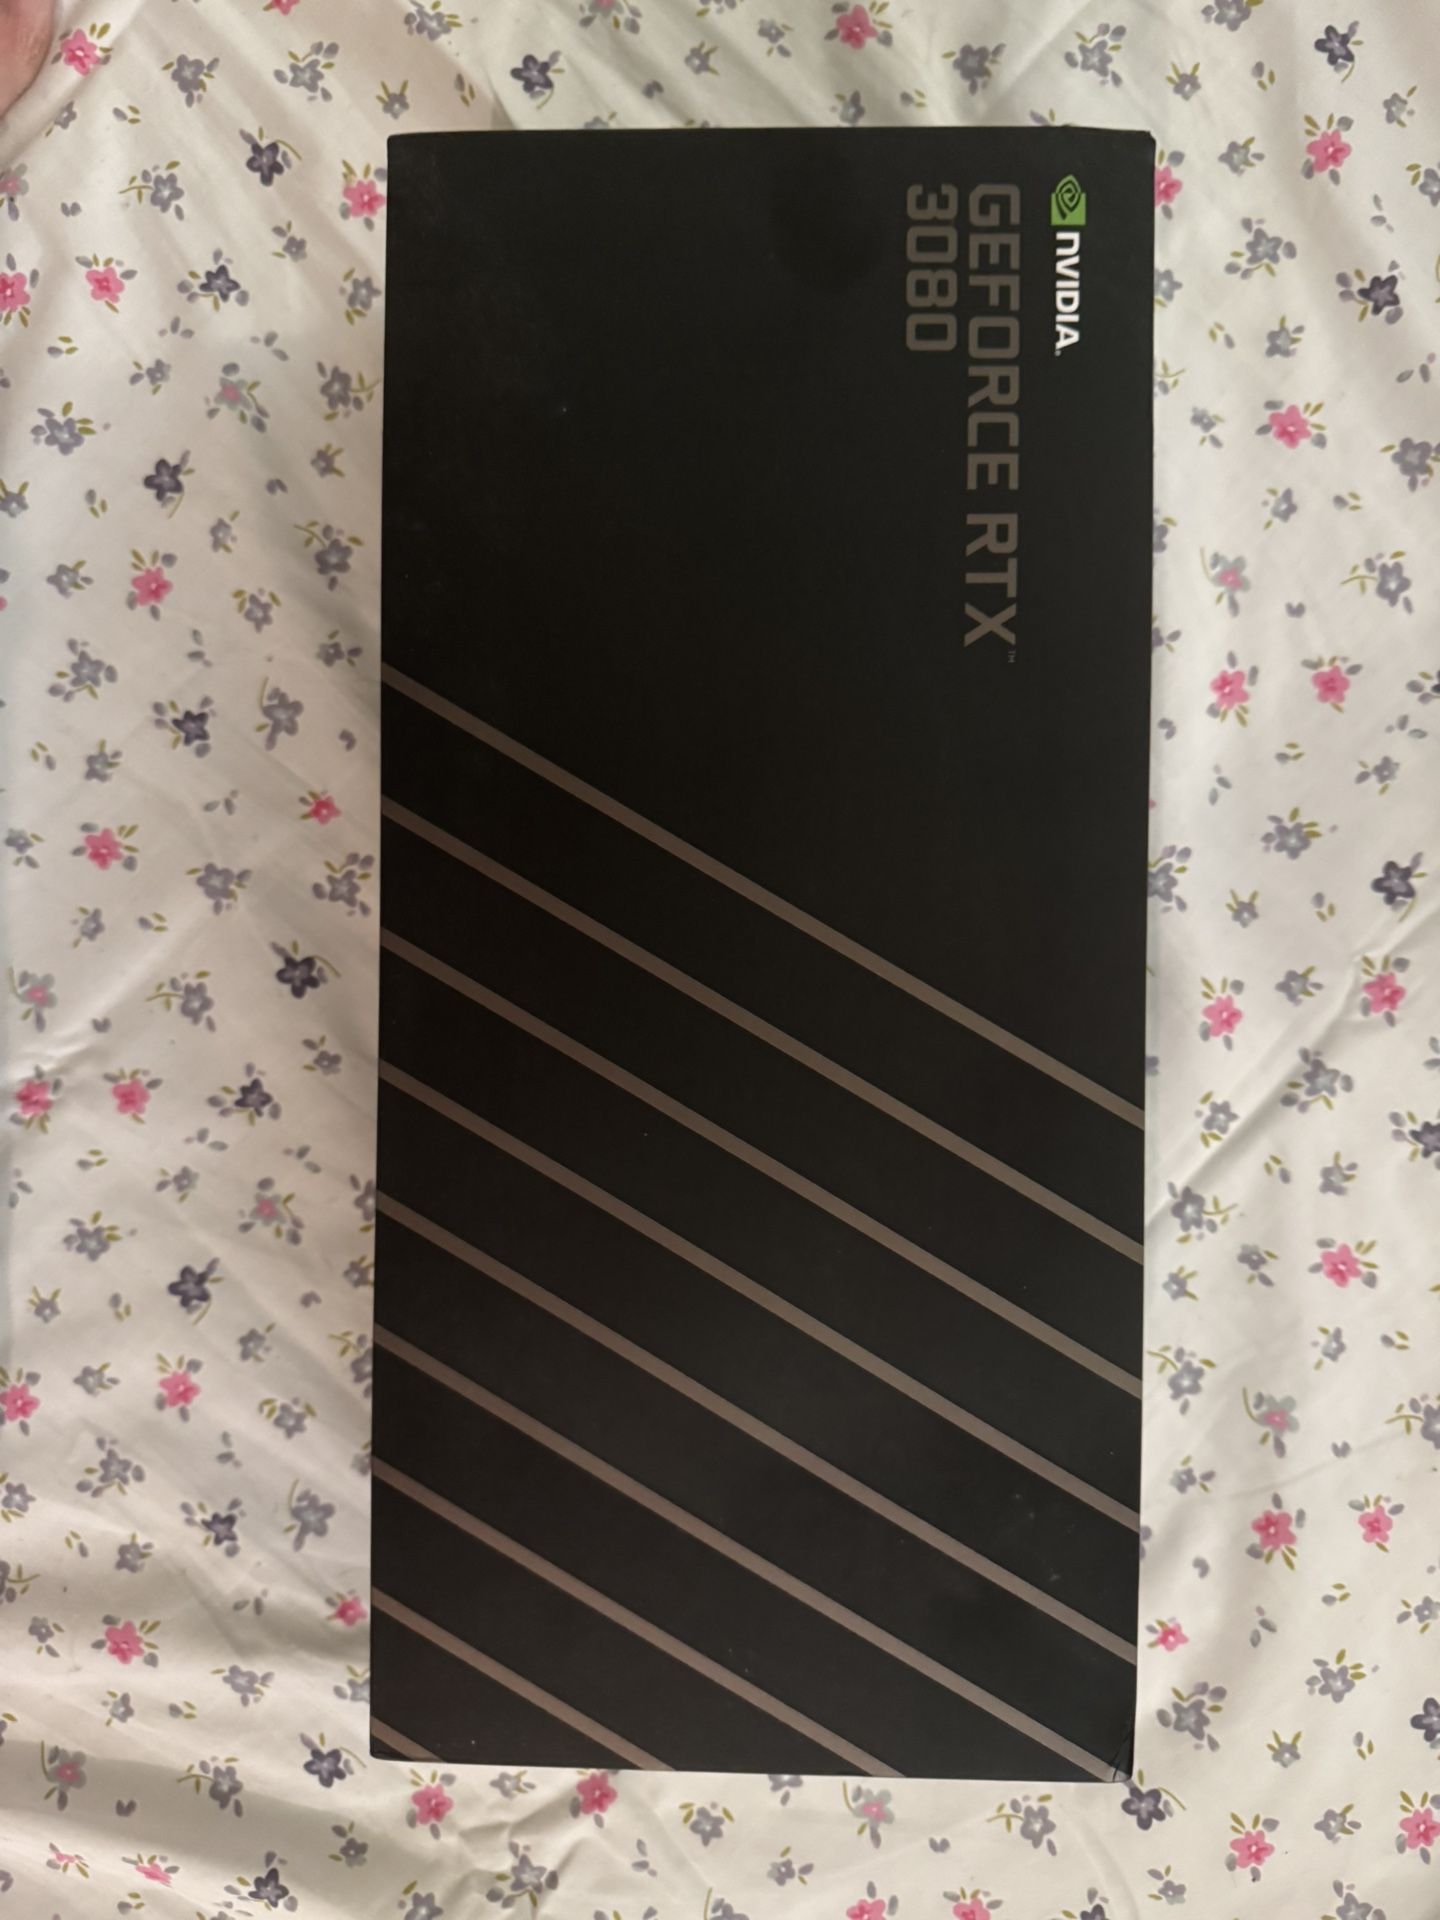 NVIDIA.
GEFORCE RTX™
3080